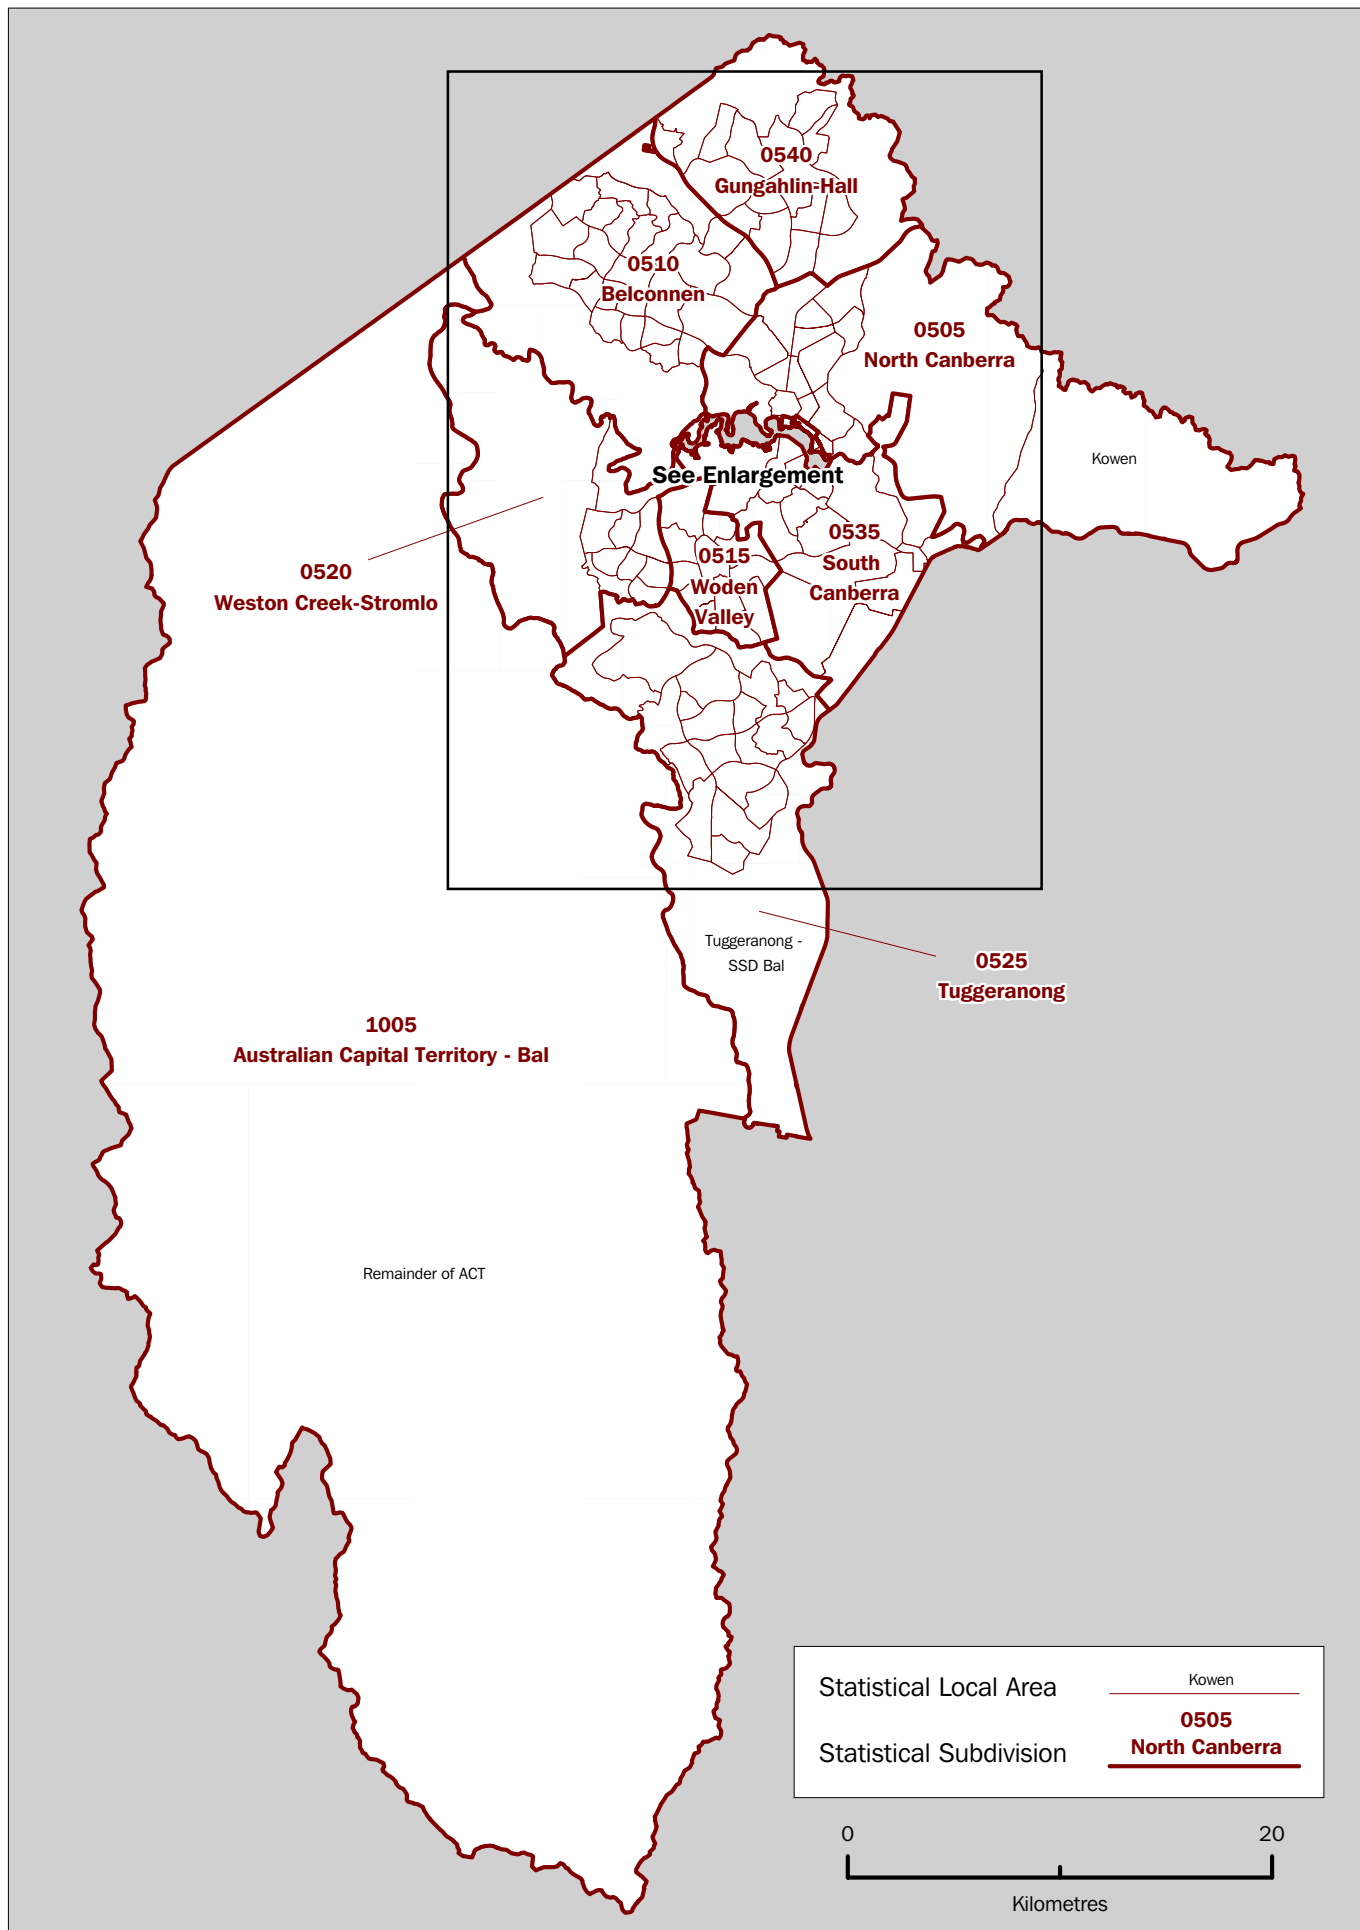 0540
Gungahlin-Hall
0510
Belconnen
0505
North Canberra
Kowen
See Enlargement
0535
South
Canberra
0515
Woden
Valley
0520
Weston Creek-Stromlo
Tuggeranong -
SSD Bal
0525
Tuggeranong
1005
Australian Capital Territory - Bal
Remainder of ACT
Statistical Local Area
Kowen
0505
North Canberra
Statistical Subdivision
0
20
Kilometres